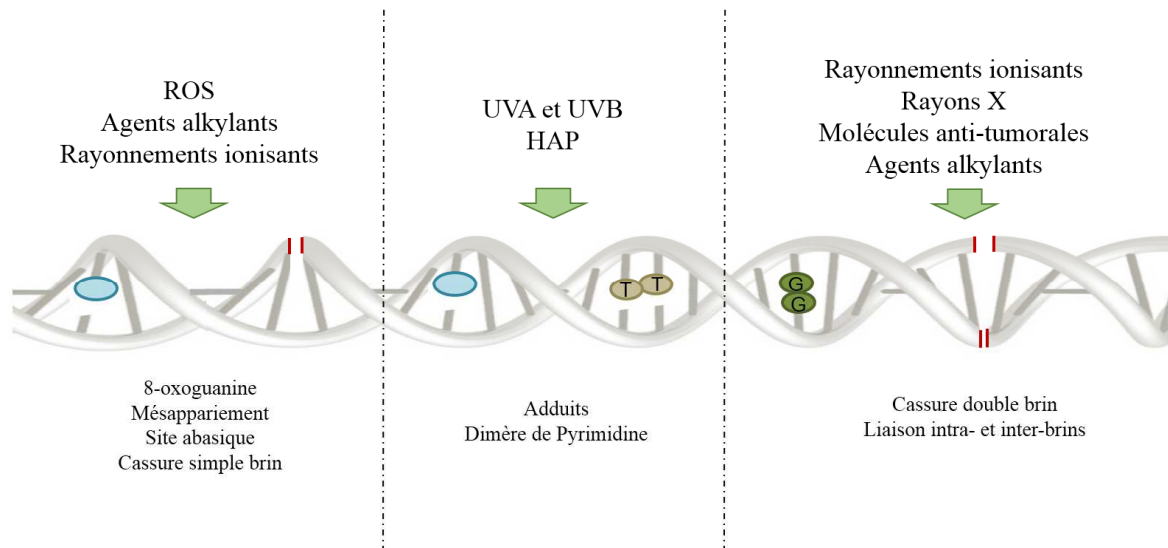 ROS
Agents alkylants
Rayonnements ionisants
UVA et UVB
HAP
Rayonnements ionisants
Rayons X
Molécules anti-tumorales
Agents alkylants
T T
G
G
8-oxoguanine
Mésappariement
Site abasique
Cassure simple brin
Adduits
Dimère de Pyrimidine
Cassure double brin
Liaison intra- et inter-brins